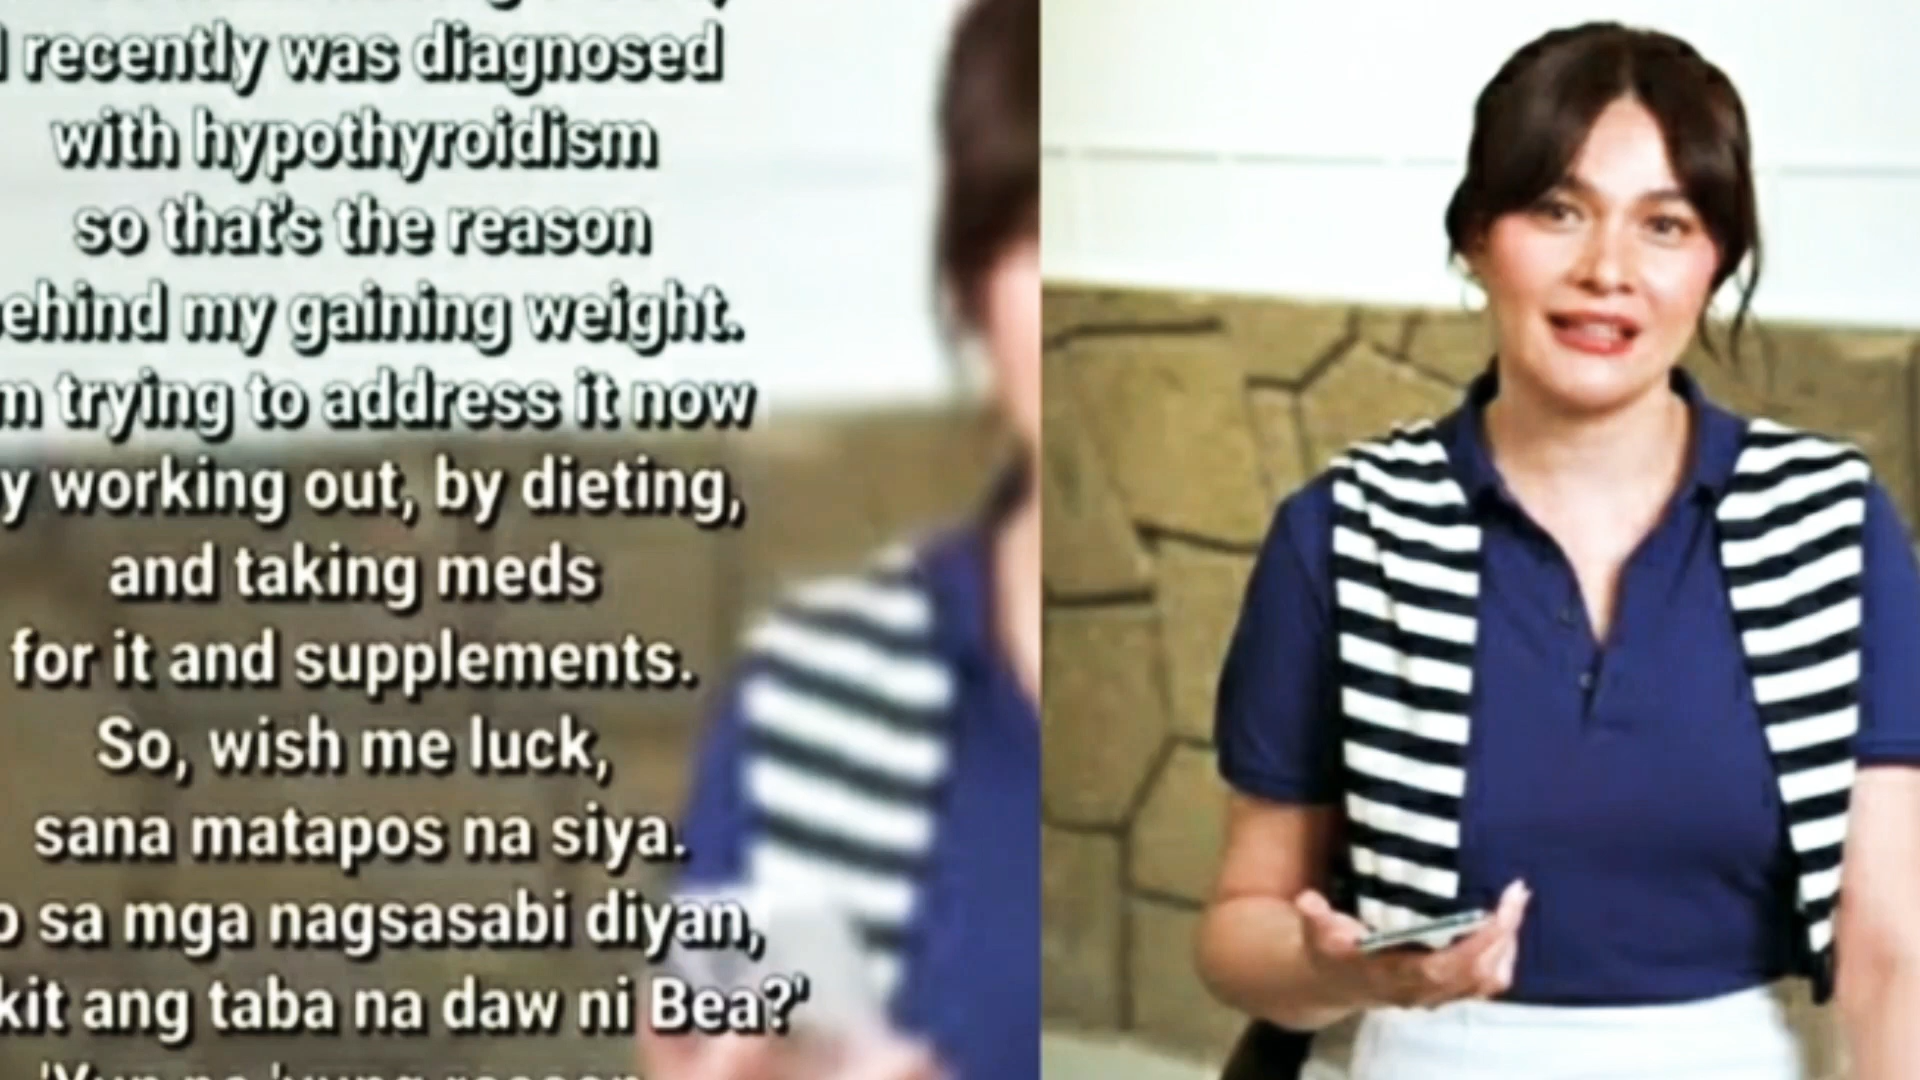 recently was diagnosed
with hypothyroidism
so that's the reason
my gaining weight.
trying to address it now
working out, by dieting,
and taking meds
for it and supplements.
So, wish me luck,
sana matapos na siya.
sa mga nagsasabi diyan,
ang taba na daw ni Bea?'